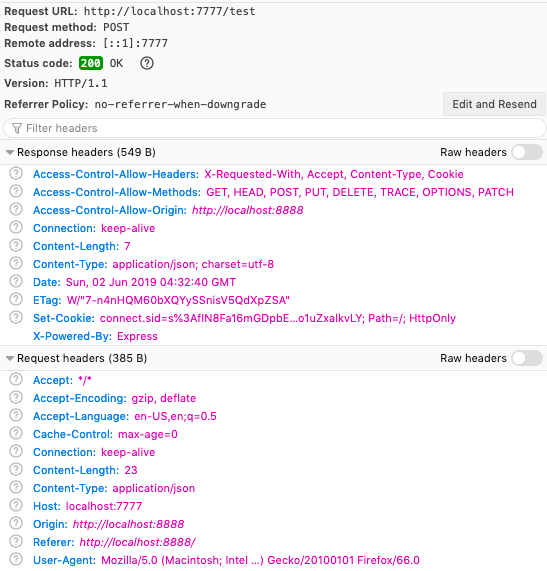 Request URL: http://localhost:7777/test
Request method: POST
Remote address: [::1]:7777
Status code: 200 OK ?
Version: HTTP/1.1
Referrer Policy: no-referrer-when-downgrade Edit and Resend
Filter headers
Response headers (549 B) Raw headers
? Access-Control-Allow-Headers: X-Requested-With, Accept, Content-Type, Cookie
? Access-Control-Allow-Methods: GET, HEAD, POST, PUT, DELETE, TRACE, OPTIONS, PATCH
? Access-Control-Allow-Origin: http://localhost:8888
? Connection: keep-alive
? Content-Length: 7
? Content-Type: application/json; charset=utf-8
? Date: Sun, 02 Jun 2019 04:32:40 GMT
? ETag: W/"7-n4nHQM60bXQYySSnisV5QdXpZSA"
? Set-Cookie: connect.sid=s%3AfIN8Fa16mGDpbE...o1uZxaIkvLY; Path=/; HttpOnly
X-Powered-By: Express
Request headers (385 B) Raw headers
? Accept: */*
? Accept-Encoding: gzip, deflate
? Accept-Language: en-US,en;q=0.5
? Cache-Control: max-age=0
? Connection: keep-alive
? Content-Length: 23
? Content-Type: application/json
? Host: localhost:7777
? Origin: http://localhost:8888
? Referer: http://localhost:8888/
? User-Agent: Mozilla/5.0 (Macintosh; Intel ...) Gecko/20100101 Firefox/66.0